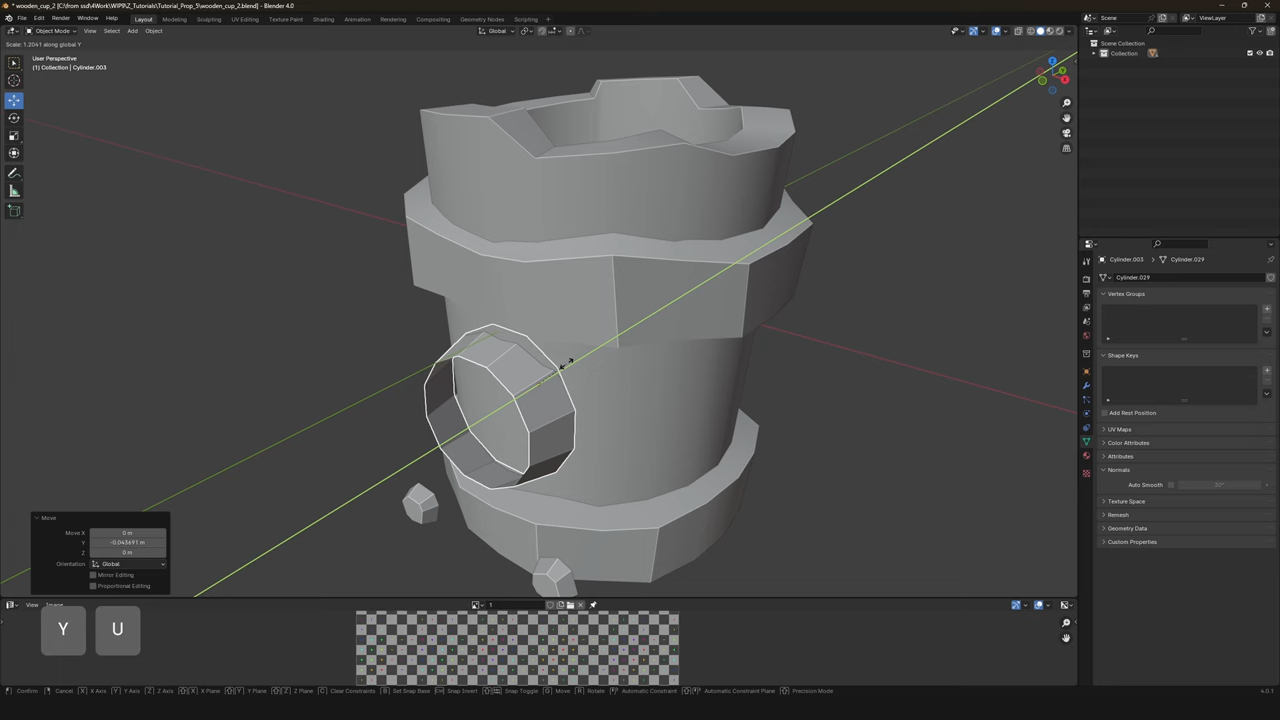 * wooden_cup_2 [C:\from ssd\4Work\WIPP\Z_Tutorials\Tutorial_Prop_5\wooden_cup_2.blend] - Blender 4.0
File Edit Render Window Help Layout Modeling Sculpting UV Editing Texture Paint Shading Animation Rendering Compositing Geometry Nodes Scripting Scene ViewLayer
Object Mode View Select Add Object Global
Scale: 1.2041 along global Y
User Perspective
(1) Collection | Cylinder.003
Z
Y
X
Scene Collection
Collection
Cylinder.003 Cylinder.029
Cylinder.029
Vertex Groups
Shape Keys
Add Rest Position
UV Maps
Color Attributes
Attributes
Normals
Auto Smooth 30°
Texture Space
Remesh
Geometry Data
Custom Properties
Move
Move X 0 m
Y -0.043691 m
Z 0 m
Orientation Global
Mirror Editing
Proportional Editing
View Image 1
Y U
Confirm Cancel X X Axis Y Y Axis Z Z Axis X X Plane Y Y Plane Z Z Plane C Clear Constraints B Set Snap Base Snap Invert Snap Toggle G Move R Rotate Automatic Constraint Automatic Constraint Plane Precision Mode 4.0.1